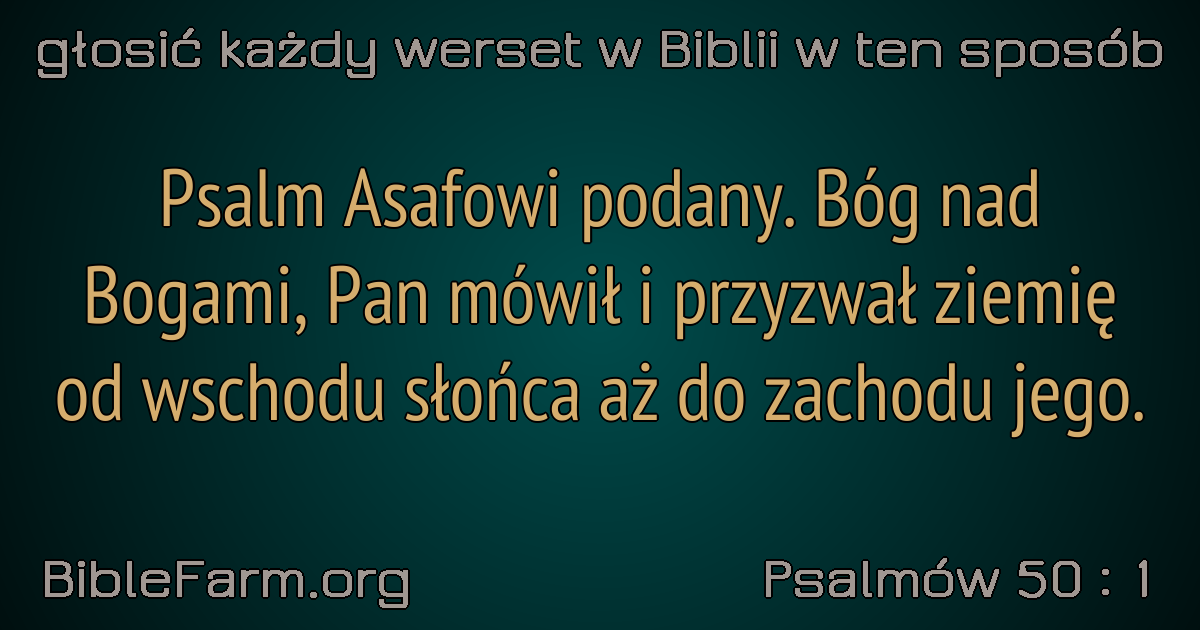 głosić każdy werset w Biblii w ten sposób
Psalm Asafowi podany. Bóg nad
Bogami, Pan mówił i przyzwał ziemię
od wschodu słońca aż do zachodu jego.
BibleFarm.org
Psalmów 50 : 1